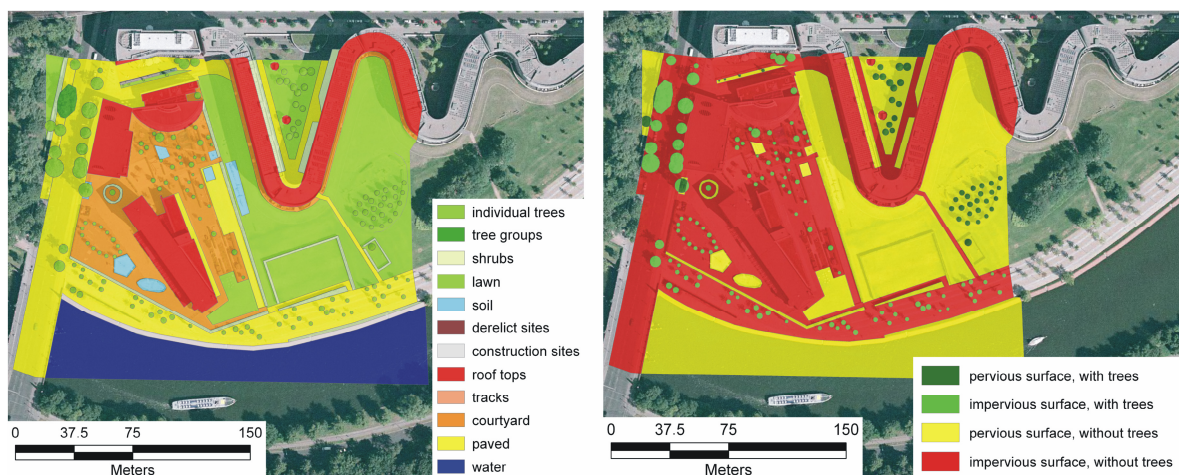 individual trees
tree groups
shrubs
lawn
soil
derelict sites
construction sites
roof tops
tracks
courtyard
paved
water
0 37.5 75 150
Meters
pervious surface, with trees
impervious surface, with trees
pervious surface, without trees
impervious surface, without trees
0 37.5 75 150
Meters